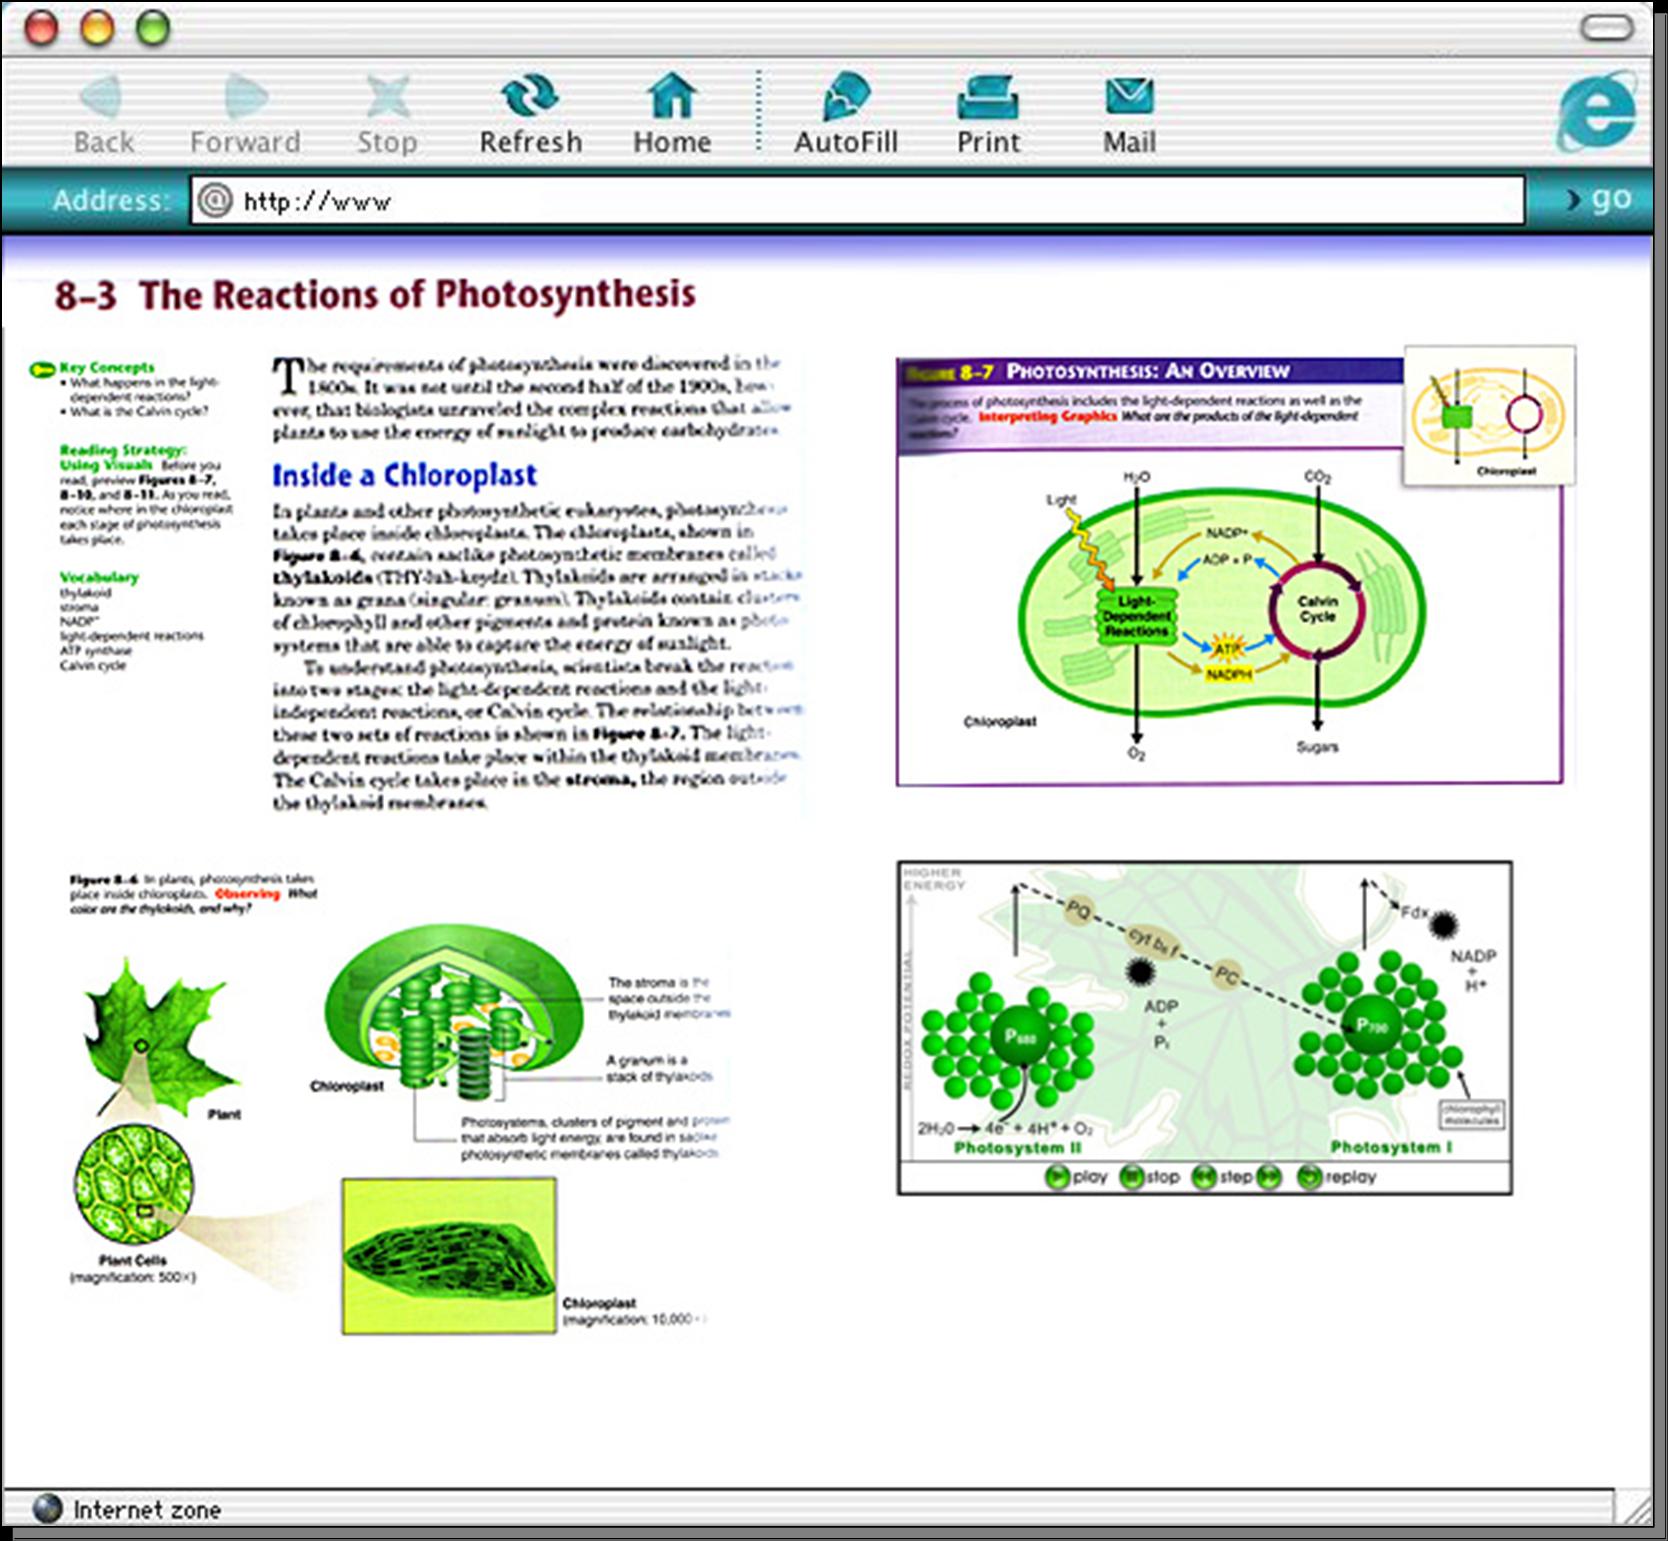 Back Forward Stop Refresh Home AutoFill Print Mail
Address: @ http://www > go
8-3 The Reactions of Photosynthesis
Key Concepts
• What happens in the light-
dependent reactions?
• What is the Calvin cycle?
Reading Strategy:
Using Visuals Before you
read, preview Figures 8-7,
8-10, and 8-11. As you read,
notice where in the chloroplast
each stage of photosynthesis
takes place.
Vocabulary
thylakoid
stroma
NADP⁺
light-dependent reactions
ATP synthase
Calvin cycle
The requirements of photosynthesis were discovered in the
1800s. It was not until the second half of the 1900s, how-
ever, that biologists unraveled the complex reactions that allow
plants to use the energy of sunlight to produce carbohydrates.
Inside a Chloroplast
In plants and other photosynthetic eukaryotes, photosynthesis
takes place inside chloroplasts. The chloroplasts, shown in
Figure 8-6, contain saclike photosynthetic membranes called
thylakoids (THY-luh-koydz). Thylakoids are arranged in stacks
known as grana (singular: granum). Thylakoids contain clusters
of chlorophyll and other pigments and protein known as photo-
systems that are able to capture the energy of sunlight.
To understand photosynthesis, scientists break the reaction
into two stages: the light-dependent reactions and the light-
independent reactions, or Calvin cycle. The relationship between
these two sets of reactions is shown in Figure 8-7. The light-
dependent reactions take place within the thylakoid membranes.
The Calvin cycle takes place in the stroma, the region outside
the thylakoid membranes.
FIGURE 8-7 PHOTOSYNTHESIS: AN OVERVIEW
The process of photosynthesis includes the light-dependent reactions as well as the
Calvin cycle. Interpreting Graphics What are the products of the light-dependent
reactions?
Chloroplast
H₂O
CO₂
Light
NADP⁺
ADP + P
Light-
Dependent
Reactions
Calvin
Cycle
ATP
NADPH
Chloroplast
O₂
Sugars
Figure 8-6 In plants, photosynthesis takes
place inside chloroplasts. Observing What
color are the thylakoids, and why?
Plant
Chloroplast
The stroma is the
space outside the
thylakoid membranes
A granum is a
stack of thylakoids
Photosystems, clusters of pigment and protein
that absorb light energy, are found in saclike
photosynthetic membranes called thylakoids
Plant Cells
(magnification: 500×)
Chloroplast
(magnification: 10,000×)
HIGHER
ENERGY
REDOX POTENTIAL
PQ
cyt b₆ f
PC
Fdx
NADP
+
H⁺
ADP
+
Pᵢ
P₆₈₀
P₇₀₀
chlorophyll
molecules
2H₂O → 4e⁻ + 4H⁺ + O₂
Photosystem II
Photosystem I
play stop step replay
Internet zone